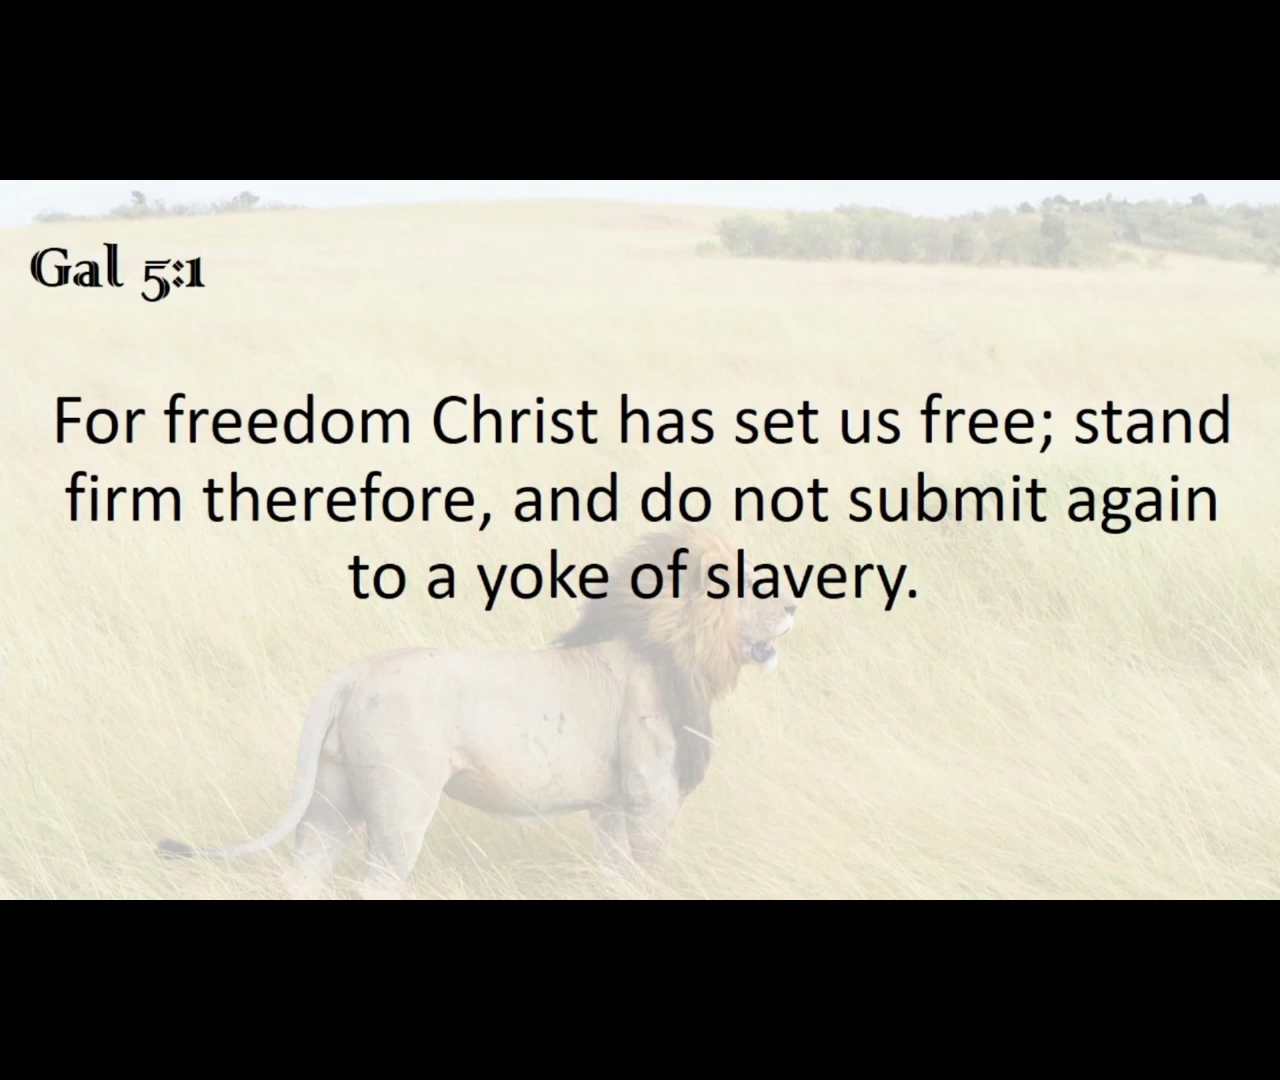 Gal 5:1
For freedom Christ has set us free; stand
firm therefore, and do not submit again
to a yoke of slavery.